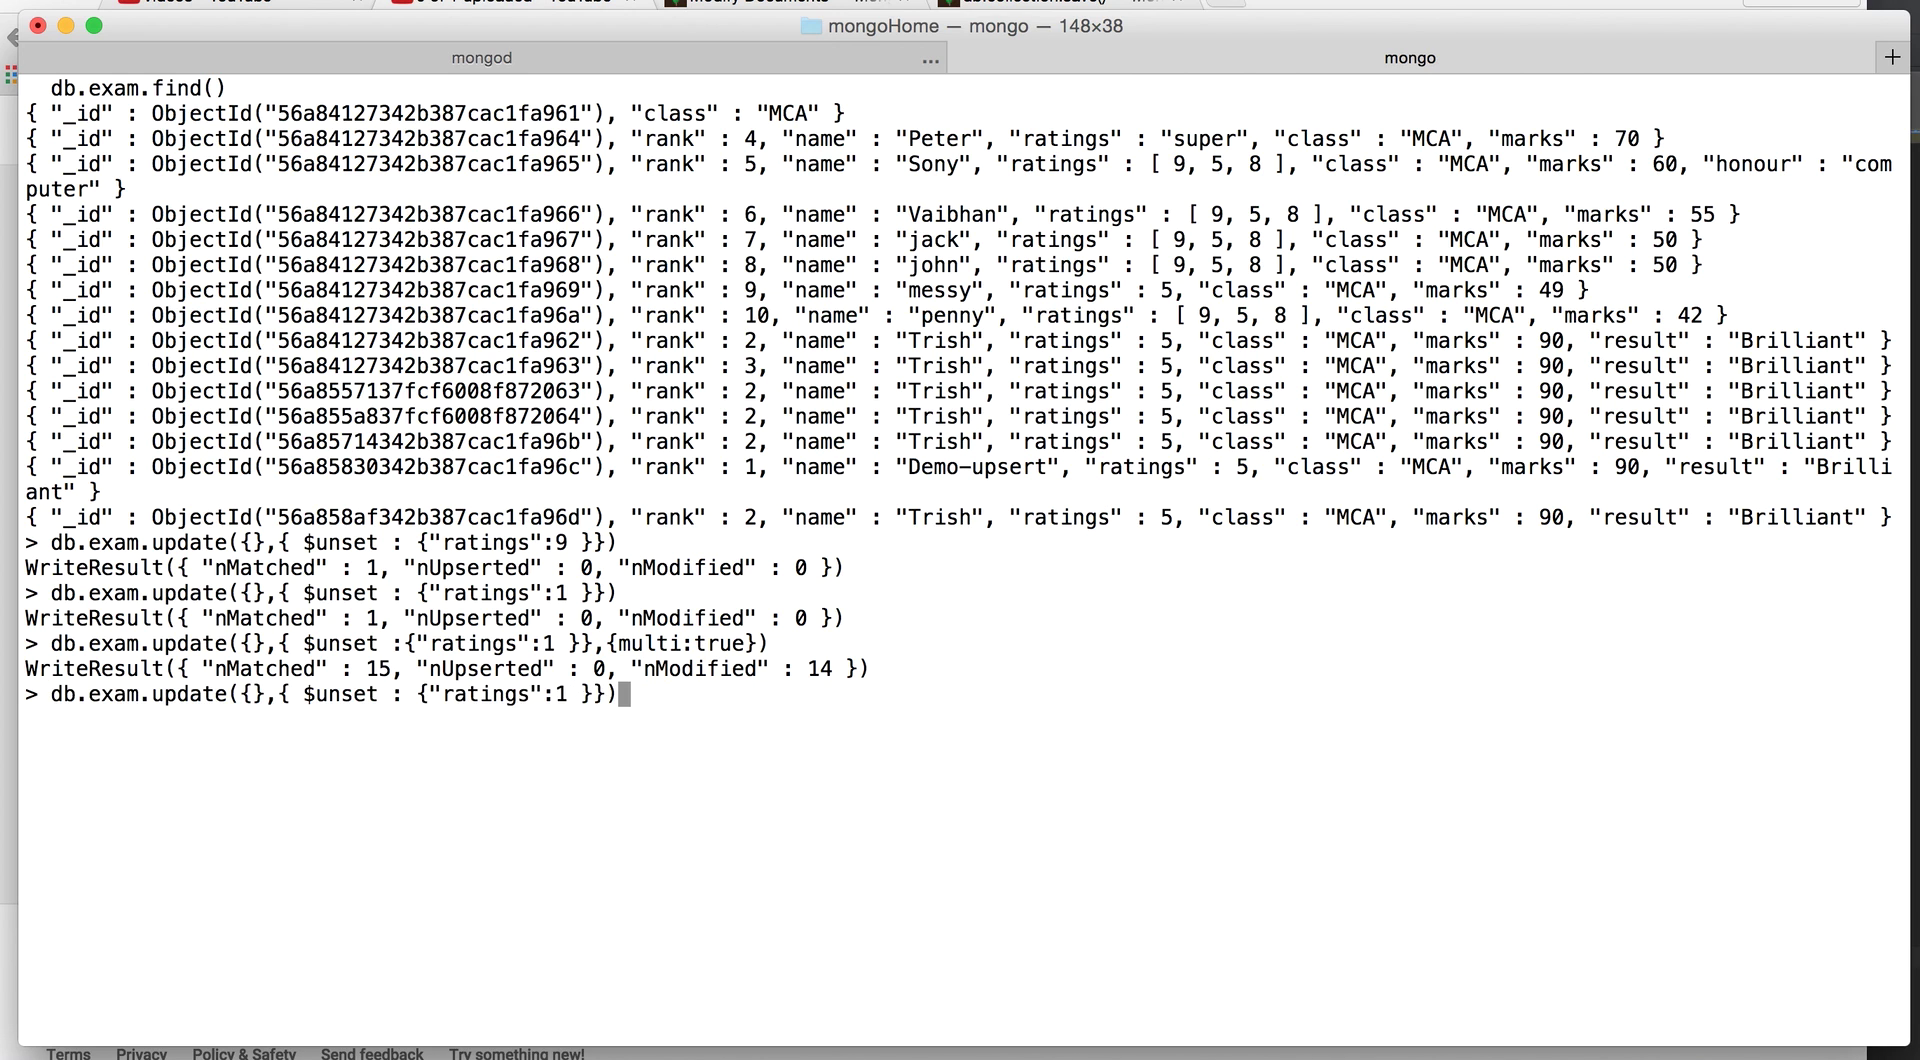 mongoHome — mongo — 148×38
mongod
...
mongo
+
db.exam.find()
{ "_id" : ObjectId("56a84127342b387cac1fa961"), "class" : "MCA" }
{ "_id" : ObjectId("56a84127342b387cac1fa964"), "rank" : 4, "name" : "Peter", "ratings" : "super", "class" : "MCA", "marks" : 70 }
{ "_id" : ObjectId("56a84127342b387cac1fa965"), "rank" : 5, "name" : "Sony", "ratings" : [ 9, 5, 8 ], "class" : "MCA", "marks" : 60, "honour" : "com
puter" }
{ "_id" : ObjectId("56a84127342b387cac1fa966"), "rank" : 6, "name" : "Vaibhan", "ratings" : [ 9, 5, 8 ], "class" : "MCA", "marks" : 55 }
{ "_id" : ObjectId("56a84127342b387cac1fa967"), "rank" : 7, "name" : "jack", "ratings" : [ 9, 5, 8 ], "class" : "MCA", "marks" : 50 }
{ "_id" : ObjectId("56a84127342b387cac1fa968"), "rank" : 8, "name" : "john", "ratings" : [ 9, 5, 8 ], "class" : "MCA", "marks" : 50 }
{ "_id" : ObjectId("56a84127342b387cac1fa969"), "rank" : 9, "name" : "messy", "ratings" : 5, "class" : "MCA", "marks" : 49 }
{ "_id" : ObjectId("56a84127342b387cac1fa96a"), "rank" : 10, "name" : "penny", "ratings" : [ 9, 5, 8 ], "class" : "MCA", "marks" : 42 }
{ "_id" : ObjectId("56a84127342b387cac1fa962"), "rank" : 2, "name" : "Trish", "ratings" : 5, "class" : "MCA", "marks" : 90, "result" : "Brilliant" }
{ "_id" : ObjectId("56a84127342b387cac1fa963"), "rank" : 3, "name" : "Trish", "ratings" : 5, "class" : "MCA", "marks" : 90, "result" : "Brilliant" }
{ "_id" : ObjectId("56a8557137fcf6008f872063"), "rank" : 2, "name" : "Trish", "ratings" : 5, "class" : "MCA", "marks" : 90, "result" : "Brilliant" }
{ "_id" : ObjectId("56a855a837fcf6008f872064"), "rank" : 2, "name" : "Trish", "ratings" : 5, "class" : "MCA", "marks" : 90, "result" : "Brilliant" }
{ "_id" : ObjectId("56a85714342b387cac1fa96b"), "rank" : 2, "name" : "Trish", "ratings" : 5, "class" : "MCA", "marks" : 90, "result" : "Brilliant" }
{ "_id" : ObjectId("56a85830342b387cac1fa96c"), "rank" : 1, "name" : "Demo-upsert", "ratings" : 5, "class" : "MCA", "marks" : 90, "result" : "Brilli
ant" }
{ "_id" : ObjectId("56a858af342b387cac1fa96d"), "rank" : 2, "name" : "Trish", "ratings" : 5, "class" : "MCA", "marks" : 90, "result" : "Brilliant" }
> db.exam.update({},{ $unset : {"ratings":9 }})
WriteResult({ "nMatched" : 1, "nUpserted" : 0, "nModified" : 0 })
> db.exam.update({},{ $unset : {"ratings":1 }})
WriteResult({ "nMatched" : 1, "nUpserted" : 0, "nModified" : 0 })
> db.exam.update({},{ $unset :{"ratings":1 }},{multi:true})
WriteResult({ "nMatched" : 15, "nUpserted" : 0, "nModified" : 14 })
> db.exam.update({},{ $unset : {"ratings":1 }})
Terms Privacy Policy & Safety Send feedback Try something new!